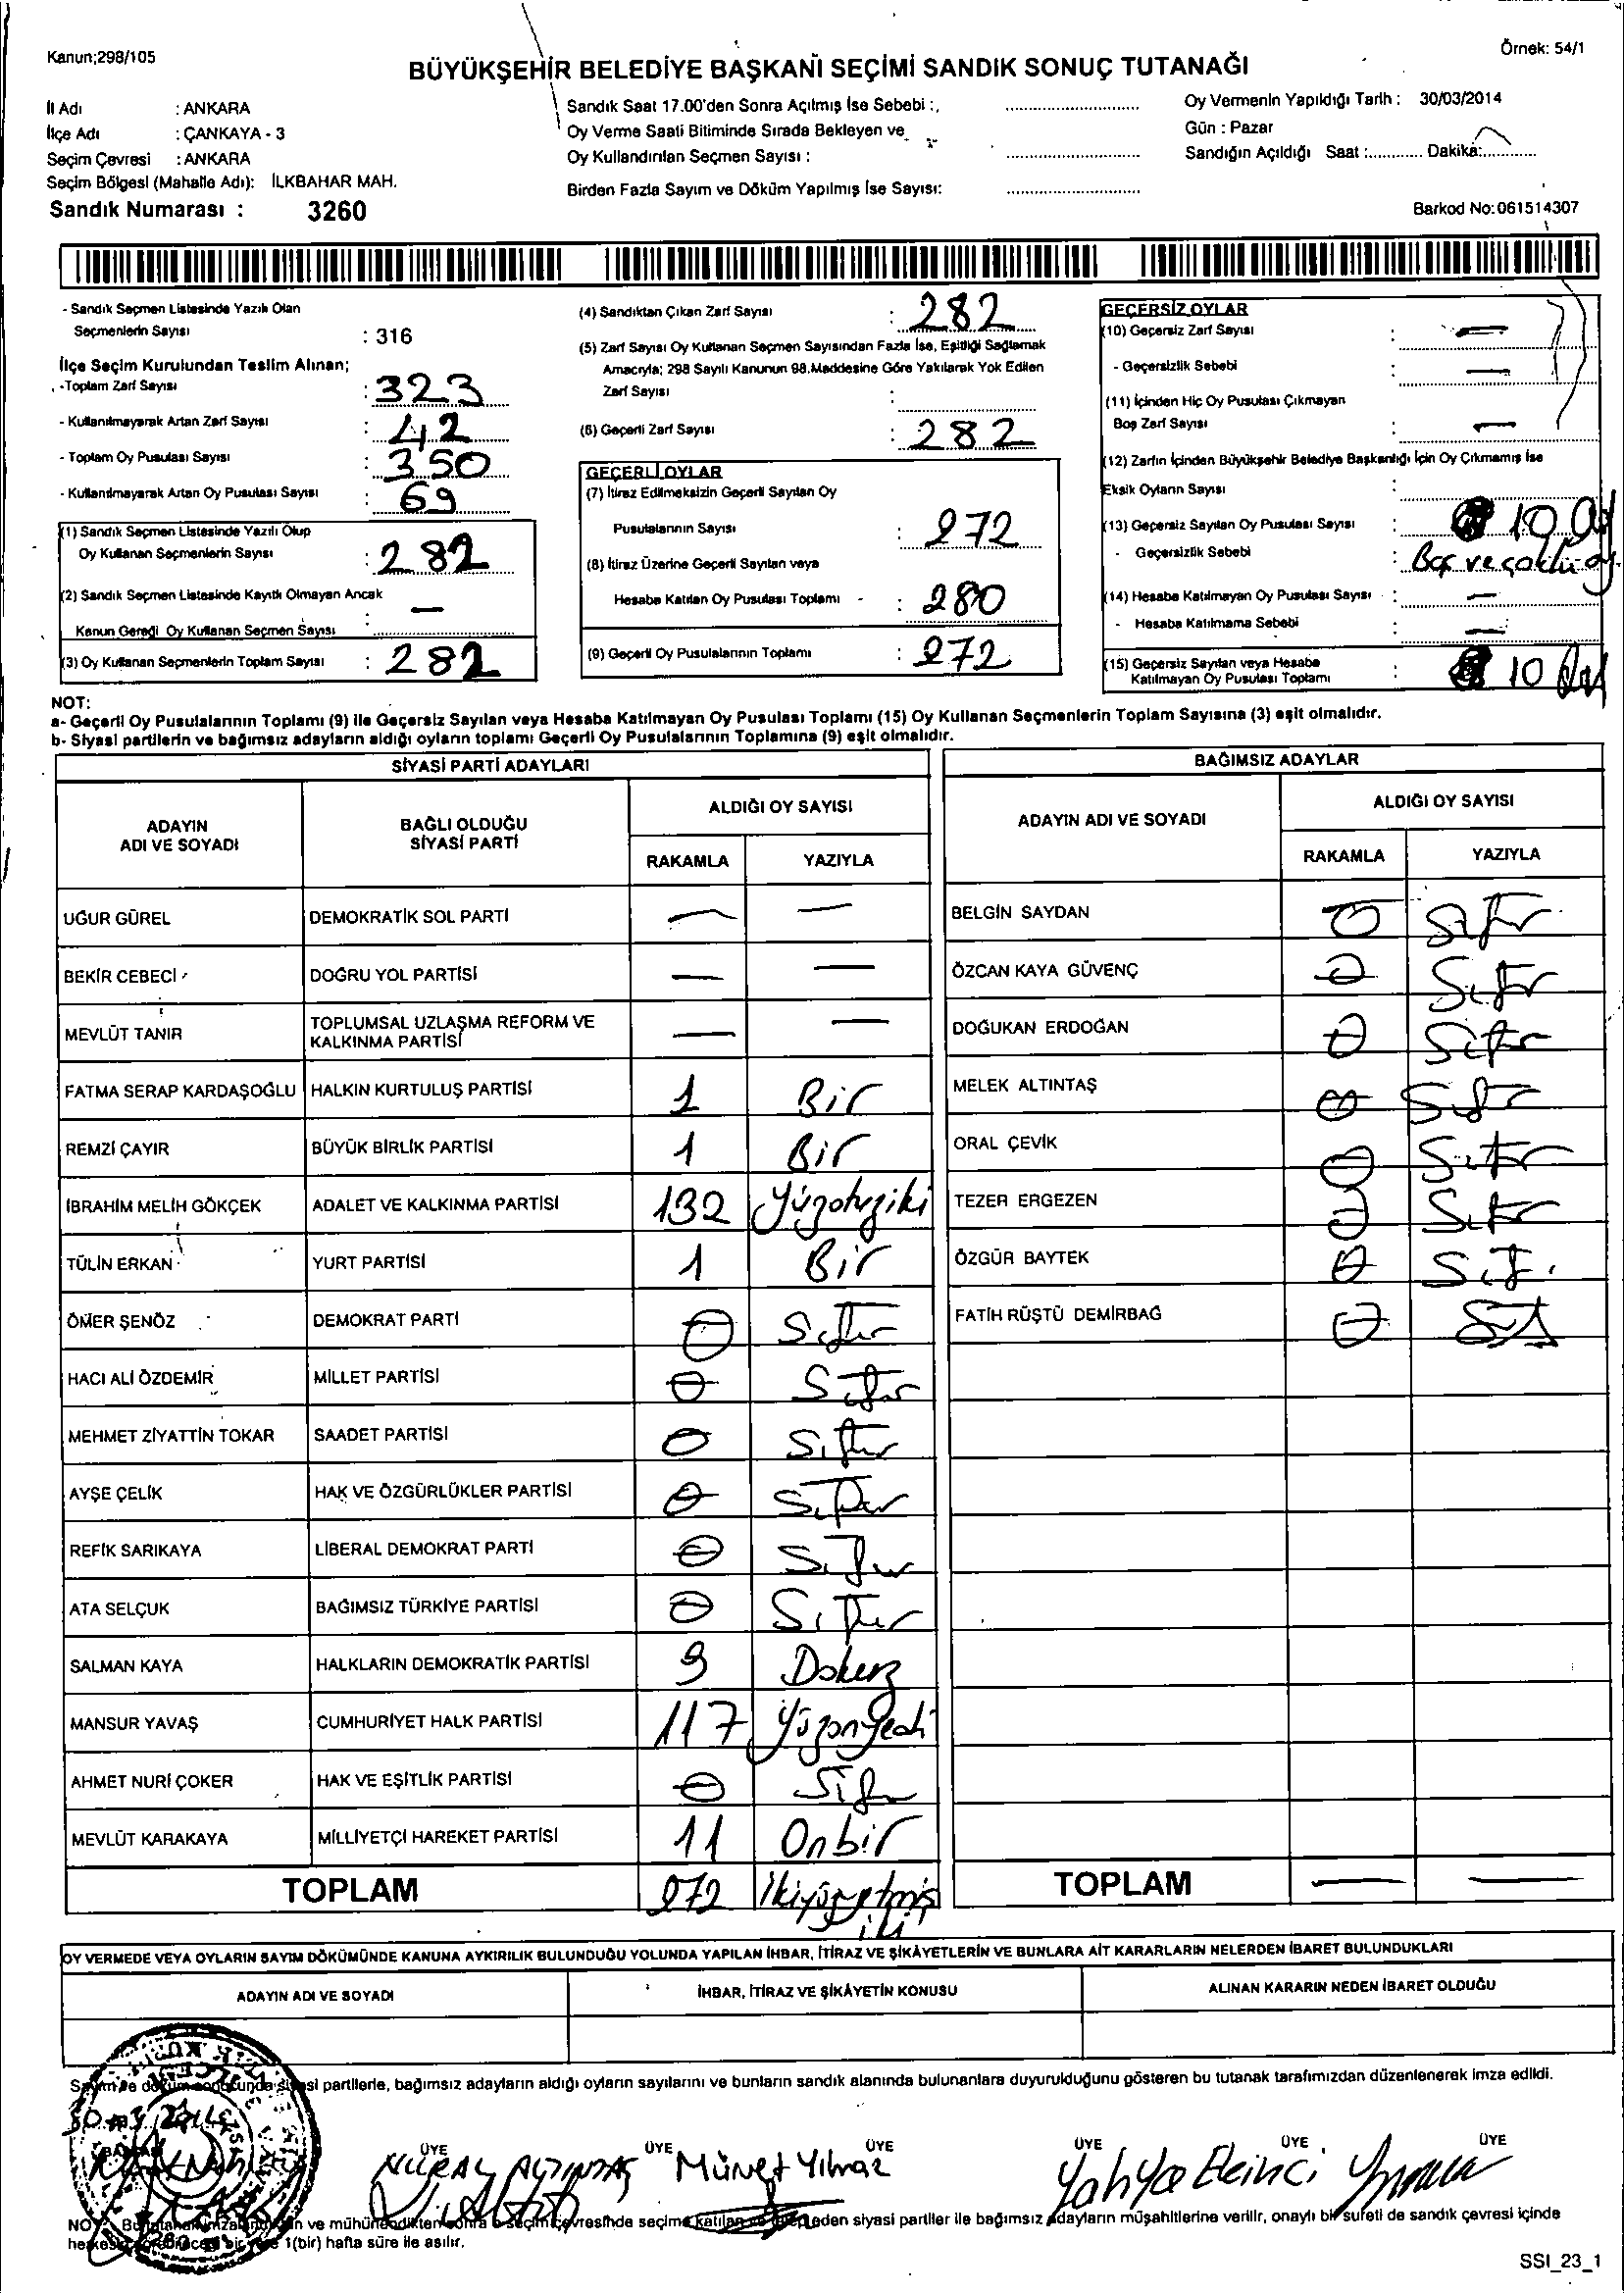 Kanun;298/105
Örnek: 54/1
BÜYÜKŞEHİR BELEDİYE BAŞKANI SEÇİMİ SANDIK SONUÇ TUTANAĞI
İl Adı : ANKARA
İlçe Adı : ÇANKAYA - 3
Seçim Çevresi : ANKARA
Seçim Bölgesi (Mahalle Adı): İLKBAHAR MAH.
Sandık Numarası : 3260
Sandık Saat 17.00'den Sonra Açılmış İse Sebebi :
Oy Verme Saati Bitiminde Sırada Bekleyen ve
Oy Kullandırılan Seçmen Sayısı :
Birden Fazla Sayım ve Döküm Yapılmış İse Sayısı:
Oy Vermenin Yapıldığı Tarih : 30/03/2014
Gün : Pazar
Sandığın Açıldığı Saat :............ Dakika:............
Barkod No:061514307
- Sandık Seçmen Listesinde Yazılı Olan
Seçmenlerin Sayısı : 316
İlçe Seçim Kurulundan Teslim Alınan;
-Toplam Zarf Sayısı : 323
- Kullanılmayarak Artan Zarf Sayısı : 42
- Toplam Oy Pusulası Sayısı : 350
- Kullanılmayarak Artan Oy Pusulası Sayısı : 69
(1) Sandık Seçmen Listesinde Yazılı Olup
Oy Kullanan Seçmenlerin Sayısı : 282
(2) Sandık Seçmen Listesinde Kayıtlı Olmayan Ancak
Kanun Gereği Oy Kullanan Seçmen Sayısı : —
(3) Oy Kullanan Seçmenlerin Toplam Sayısı : 282
(4) Sandıktan Çıkan Zarf Sayısı : 282
(5) Zarf Sayısı Oy Kullanan Seçmen Sayısından Fazla İse, Eşitliği Sağlamak
Amacıyla; 298 Sayılı Kanunun 98.Maddesine Göre Yakılarak Yok Edilen
Zarf Sayısı :
(6) Geçerli Zarf Sayısı : 282
GEÇERLİ OYLAR
(7) İtiraz Edilmeksizin Geçerli Sayılan Oy
Pusulalarının Sayısı : 272
(8) İtiraz Üzerine Geçerli Sayılan veya
Hesaba Katılan Oy Pusulası Toplamı : 280
(9) Geçerli Oy Pusulalarının Toplamı : 272
GEÇERSİZ OYLAR
(10) Geçersiz Zarf Sayısı : —
- Geçersizlik Sebebi : —
(11) İçinden Hiç Oy Pusulası Çıkmayan
Boş Zarf Sayısı : —
(12) Zarfın İçinden Büyükşehir Belediye Başkanlığı İçin Oy Çıkmamış İse
Eksik Oyların Sayısı :
(13) Geçersiz Sayılan Oy Pusulası Sayısı : 10
- Geçersizlik Sebebi : Boş ve çoklu oy
(14) Hesaba Katılmayan Oy Pusulası Sayısı : —
- Hesaba Katılmama Sebebi : —
(15) Geçersiz Sayılan veya Hesaba
Katılmayan Oy Pusulası Toplamı : 10
NOT:
a- Geçerli Oy Pusulalarının Toplamı (9) ile Geçersiz Sayılan veya Hesaba Katılmayan Oy Pusulası Toplamı (15) Oy Kullanan Seçmenlerin Toplam Sayısına (3) eşit olmalıdır.
b- Siyasi partilerin ve bağımsız adayların aldığı oyların toplamı Geçerli Oy Pusulalarının Toplamına (9) eşit olmalıdır.
SİYASİ PARTİ ADAYLARI
ADAYIN ADI VE SOYADI
BAĞLI OLDUĞU SİYASİ PARTİ
ALDIĞI OY SAYISI
RAKAMLA YAZIYLA
UĞUR GÜREL DEMOKRATİK SOL PARTİ — —
BEKİR CEBECİ DOĞRU YOL PARTİSİ — —
MEVLÜT TANIR TOPLUMSAL UZLAŞMA REFORM VE KALKINMA PARTİSİ — —
FATMA SERAP KARDAŞOĞLU HALKIN KURTULUŞ PARTİSİ 1 Bir
REMZİ ÇAYIR BÜYÜK BİRLİK PARTİSİ 1 Bir
İBRAHİM MELİH GÖKÇEK ADALET VE KALKINMA PARTİSİ 132 Yüzotuziki
TÜLİN ERKAN YURT PARTİSİ 1 Bir
ÖMER ŞENÖZ DEMOKRAT PARTİ 0 Sıfır
HACI ALİ ÖZDEMİR MİLLET PARTİSİ 0 Sıfır
MEHMET ZİYATTİN TOKAR SAADET PARTİSİ 0 Sıfır
AYŞE ÇELİK HAK VE ÖZGÜRLÜKLER PARTİSİ 0 Sıfır
REFİK SARIKAYA LİBERAL DEMOKRAT PARTİ 0 Sıfır
ATA SELÇUK BAĞIMSIZ TÜRKİYE PARTİSİ 0 Sıfır
SALMAN KAYA HALKLARIN DEMOKRATİK PARTİSİ 9 Dokuz
MANSUR YAVAŞ CUMHURİYET HALK PARTİSİ 117 Yüzonyedi
AHMET NURİ ÇOKER HAK VE EŞİTLİK PARTİSİ 0 Sıfır
MEVLÜT KARAKAYA MİLLİYETÇİ HAREKET PARTİSİ 11 Onbir
TOPLAM 272 İkiyüzyetmiş iki
BAĞIMSIZ ADAYLAR
ADAYIN ADI VE SOYADI
ALDIĞI OY SAYISI
RAKAMLA YAZIYLA
BELGİN SAYDAN 0 Sıfır
ÖZCAN KAYA GÜVENÇ 0 Sıfır
DOĞUKAN ERDOĞAN 0 Sıfır
MELEK ALTINTAŞ 0 Sıfır
ORAL ÇEVİK 0 Sıfır
TEZER ERGEZEN 0 Sıfır
ÖZGÜR BAYTEK 0 Sıfır
FATİH RÜŞTÜ DEMİRBAĞ 0 Sıfır
TOPLAM — —
OY VERMEDE VEYA OYLARIN SAYIM DÖKÜMÜNDE KANUNA AYKIRILIK BULUNDUĞU YOLUNDA YAPILAN İHBAR, İTİRAZ VE ŞİKÂYETLERİN VE BUNLARA AİT KARARLARIN NELERDEN İBARET BULUNDUKLARI
ADAYIN ADI VE SOYADI
İHBAR, İTİRAZ VE ŞİKÂYETİN KONUSU
ALINAN KARARIN NEDEN İBARET OLDUĞU
Sayım ve döküm sonucunda siyasi partilerle, bağımsız adayların aldığı oyların sayılarını ve bunların sandık alanında bulunanlara duyurulduğunu gösteren bu tutanak tarafımızdan düzenlenerek imza edildi.
BAŞKAN ÜYE ÜYE ÜYE ÜYE ÜYE ÜYE
NURAY ALTINTAŞ Münevet Yılmaz Yahya Ekinci
seçime katılan siyasi partiler ile bağımsız adayların müşahitlerine verilir, onaylı bir sureti de sandık çevresi içinde
1(bir) hafta süre ile asılır.
SSI_23_1